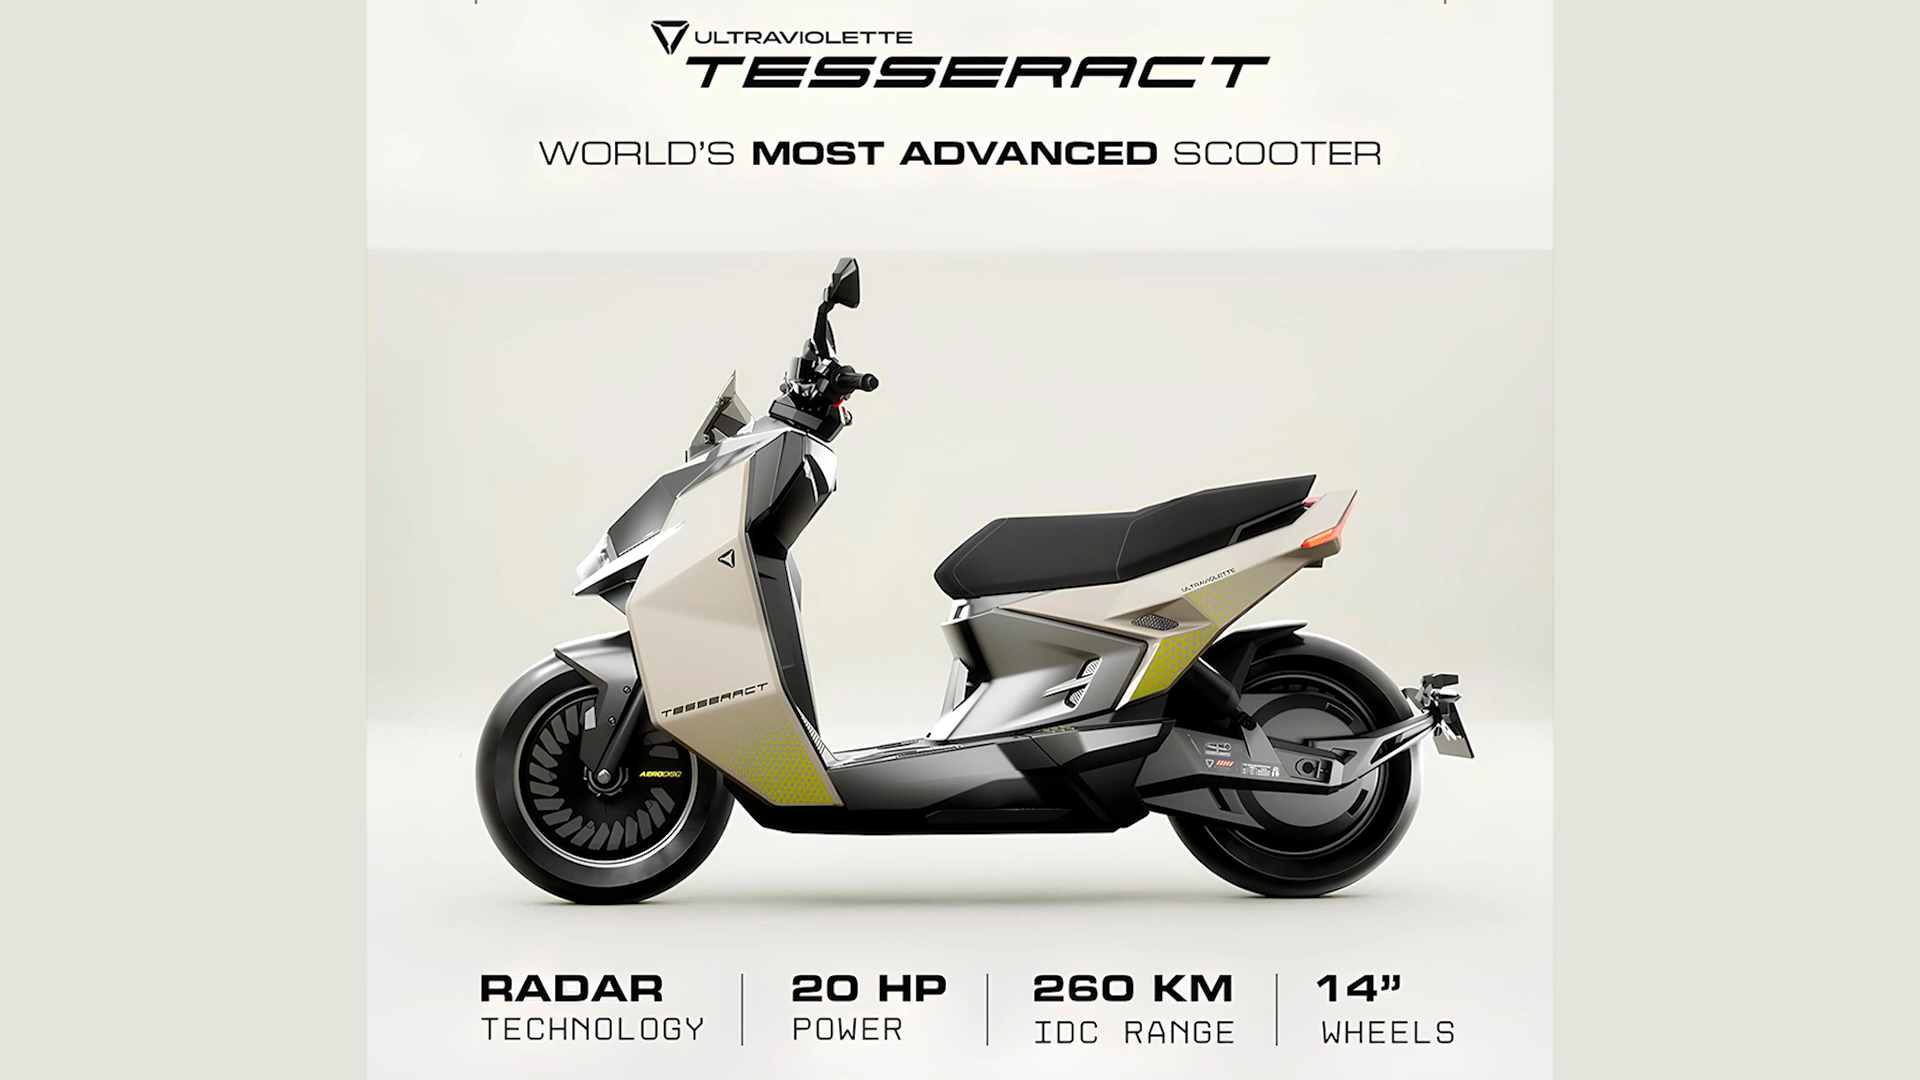 ULTRAVIOLETTE
TESSERACT
WORLD'S MOST ADVANCED SCOOTER
ULTRAVIOLETTE
TESSERACT
AERODISC
RADAR
TECHNOLOGY
20 HP
POWER
260 KM
IDC RANGE
14”
WHEELS